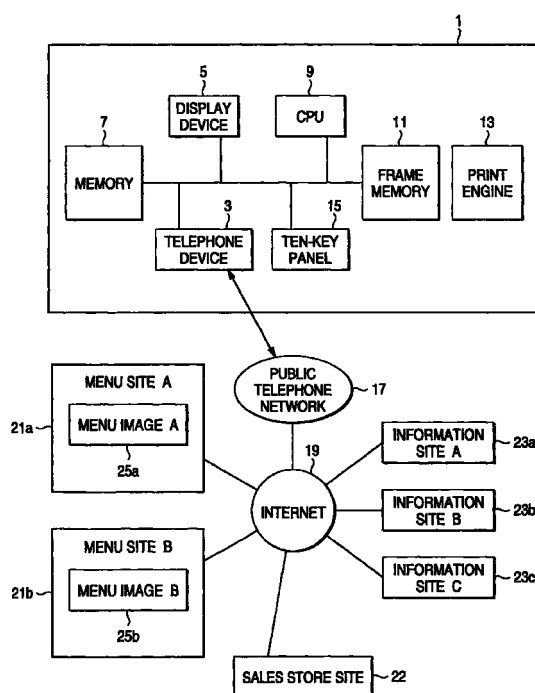 1
5
9
DISPLAY
DEVICE
CPU
7
11
13
MEMORY
FRAME
MEMORY
PRINT
ENGINE
3
15
TELEPHONE
DEVICE
TEN-KEY
PANEL
PUBLIC
TELEPHONE
NETWORK
17
MENU SITE A
MENU IMAGE A
21a
25a
19
INTERNET
INFORMATION
SITE A
23a
INFORMATION
SITE B
23b
INFORMATION
SITE C
23c
MENU SITE B
MENU IMAGE B
21b
25b
SALES STORE SITE
22